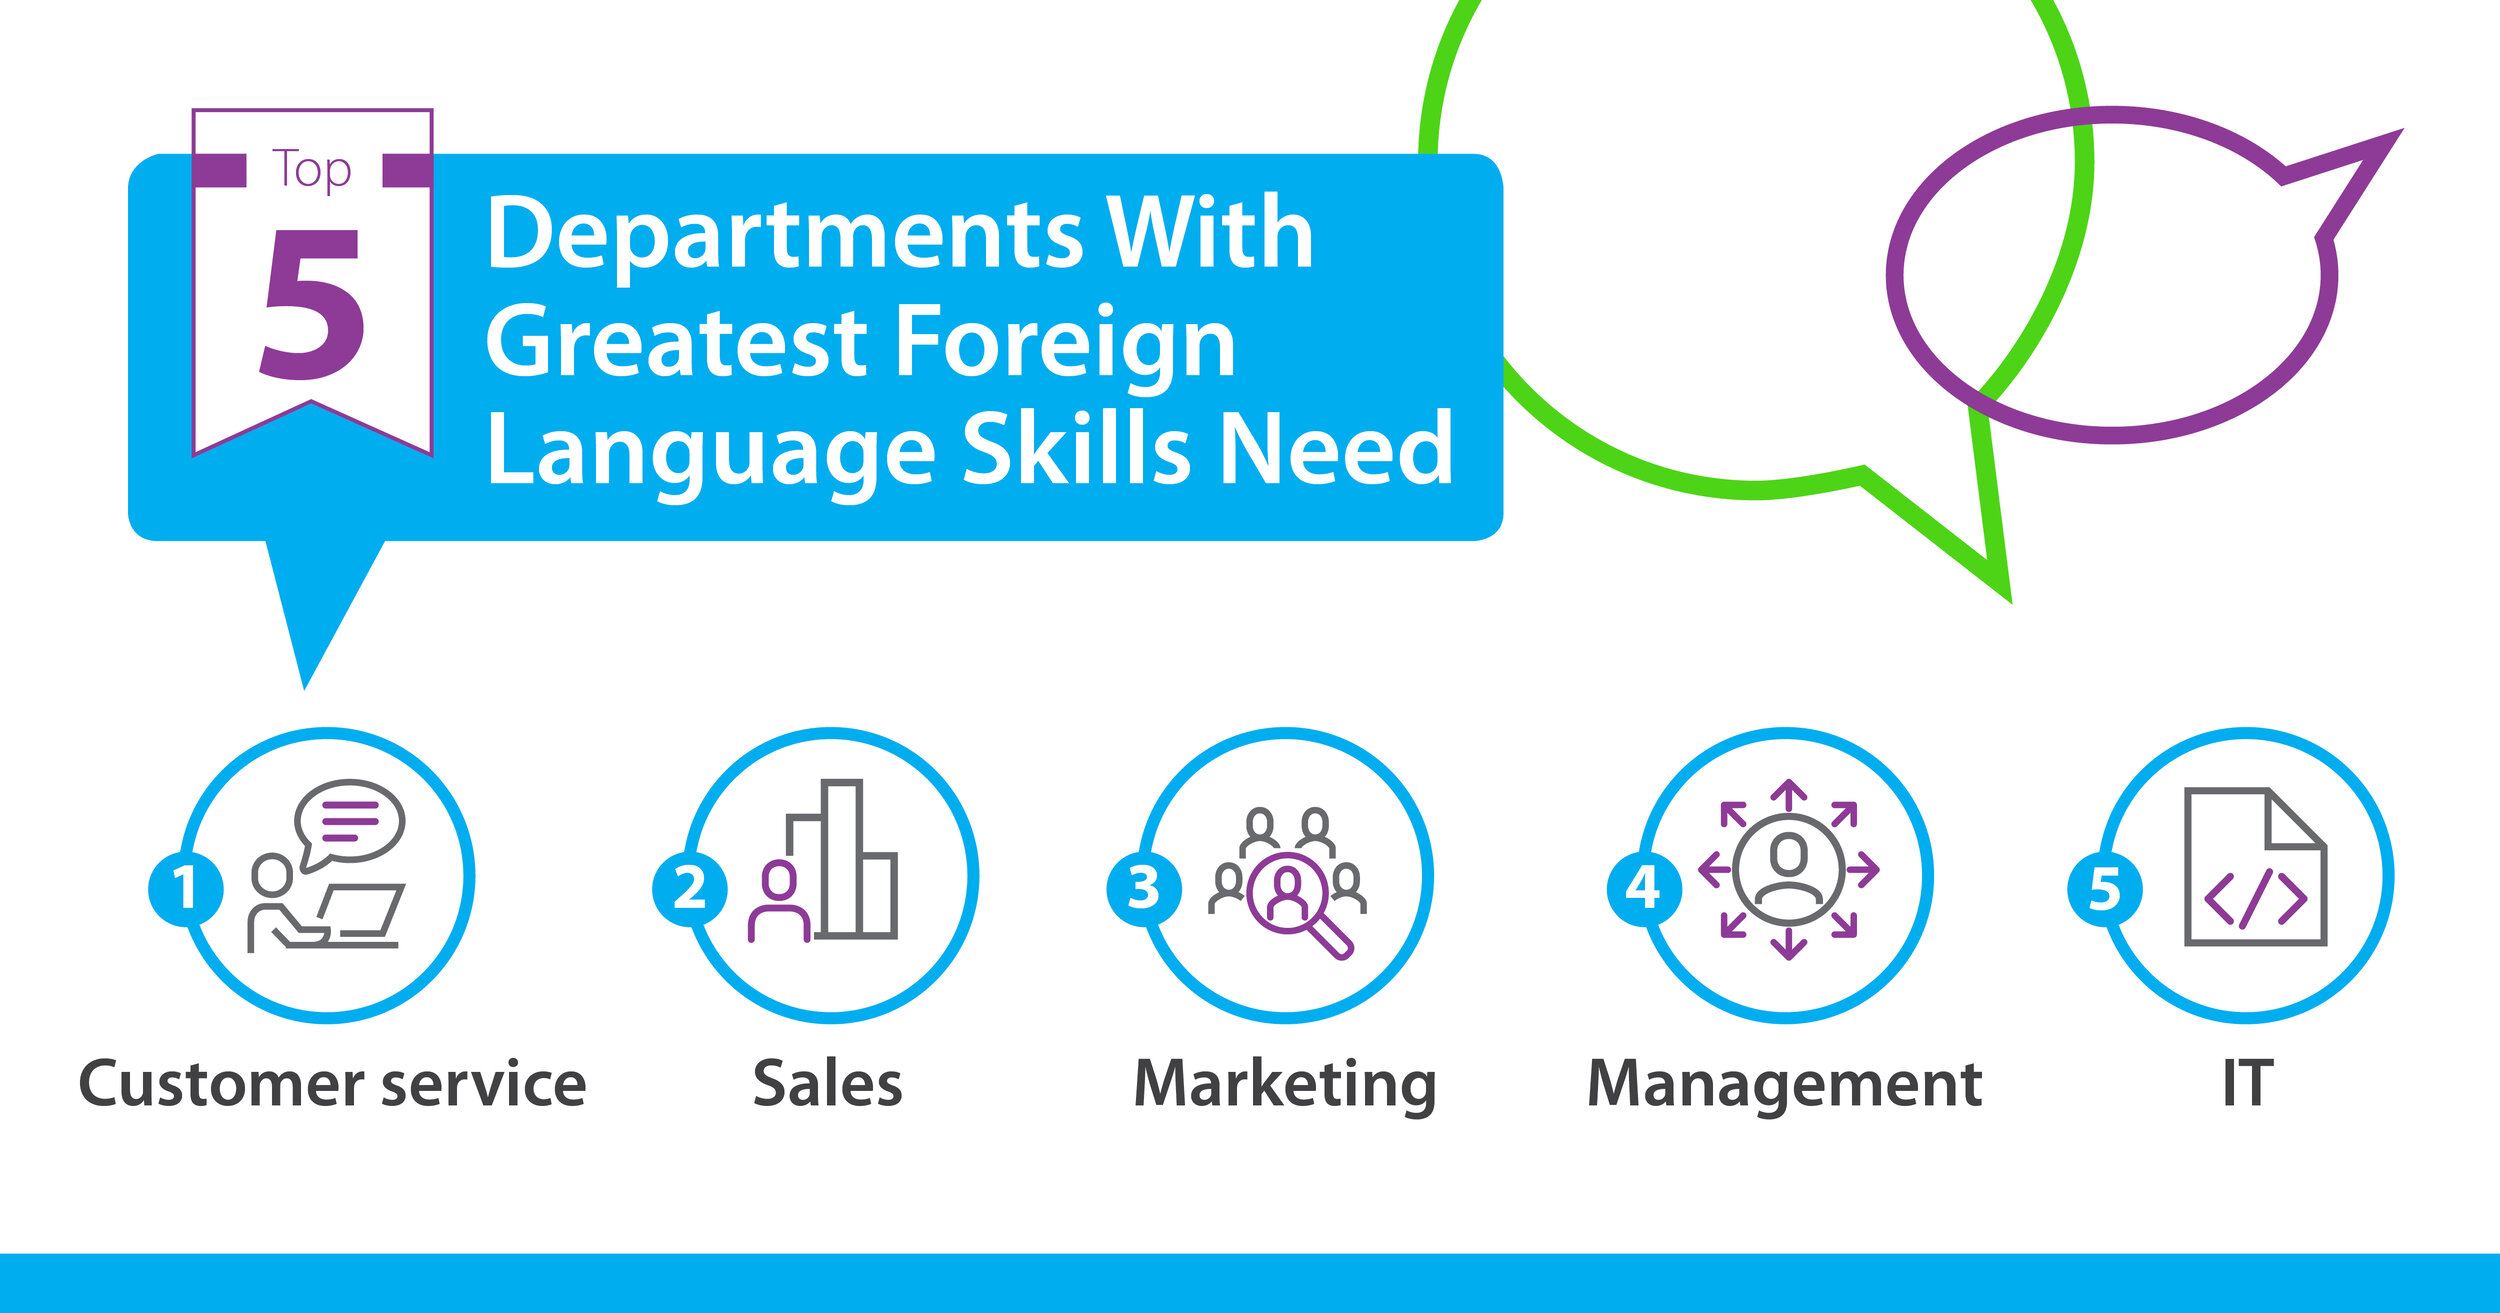 Top
5
Departments With
Greatest Foreign
Language Skills Need
1
2
3
4
5
</>
Customer service
Sales
Marketing
Management
IT